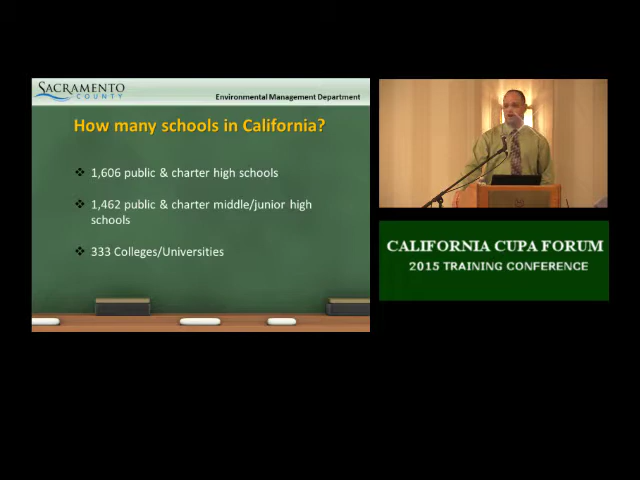 SACRAMENTO
COUNTY
Environmental Management Department
How many schools in California?
❖ 1,606 public & charter high schools
❖ 1,462 public & charter middle/junior high
schools
❖ 333 Colleges/Universities
CALIFORNIA CUPA FORUM
2015 TRAINING CONFERENCE